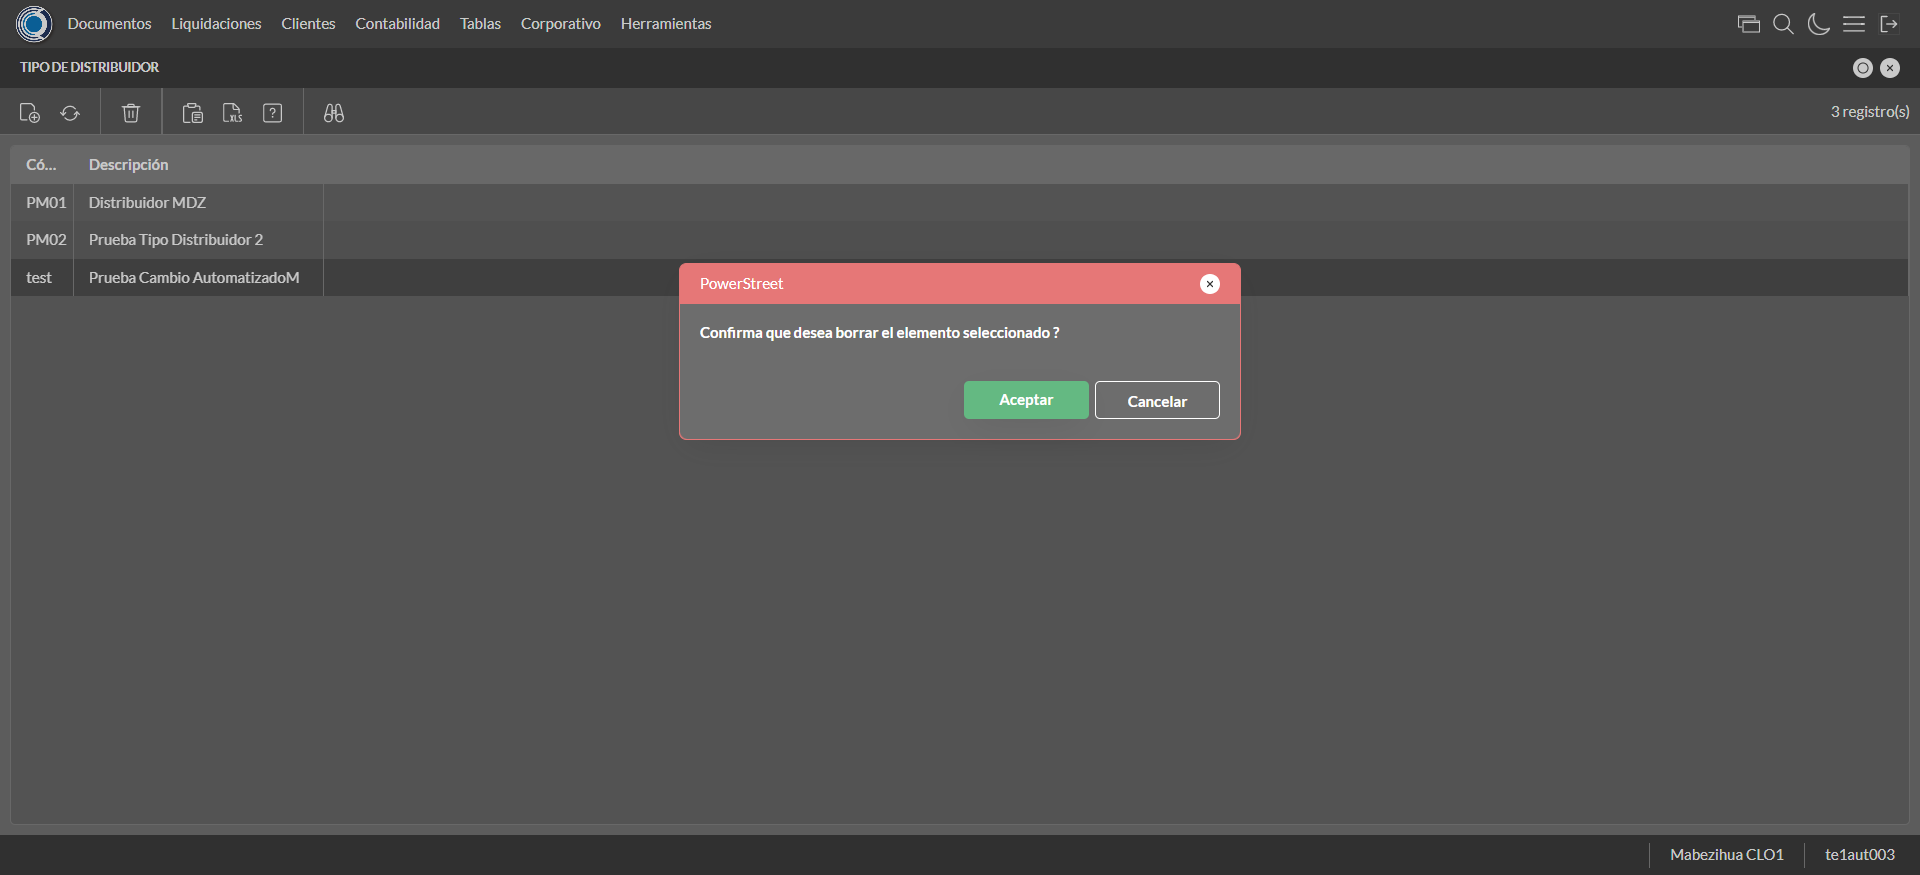 Documentos Liquidaciones Clientes Contabilidad Tablas Corporativo Herramientas
TIPO DE DISTRIBUIDOR
XLS ? 3 registro(s)
Có... Descripción
PM01 Distribuidor MDZ
PM02 Prueba Tipo Distribuidor 2
test Prueba Cambio AutomatizadoM
PowerStreet
Confirma que desea borrar el elemento seleccionado ?
Aceptar Cancelar
Mabezihua CLO1 te1aut003